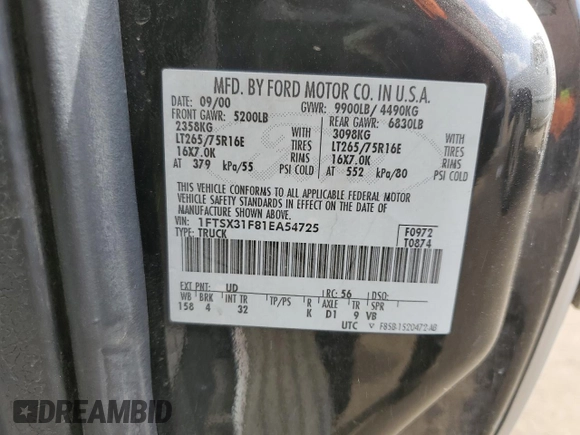 MFD. BY FORD MOTOR CO. IN U.S.A.
DATE: 09/00 GVWR: 9900LB/ 4490KG
FRONT GAWR: 5200LB REAR GAWR: 6830LB
2358KG WITH 3098KG WITH
LT265/75R16E TIRES LT265/75R16E TIRES
16X7.0K RIMS 16X7.0K RIMS
AT 379 kPa/55 PSI COLD AT 552 kPa/80 PSI COLD
THIS VEHICLE CONFORMS TO ALL APPLICABLE FEDERAL MOTOR
VEHICLE SAFETY STANDARDS IN EFFECT ON THE DATE OF
MANUFACTURE SHOWN ABOVE.
VIN: 1FTSX31F81EA54725 F0972
TYPE: TRUCK T0874
EXT PNT: UD RC: 56 DSO:
WB BRK INT TR TP/PS R AXLE TR SPR
158 4 32 K D1 9 VB
UTC F85B-1520472-AB
DREAMBID